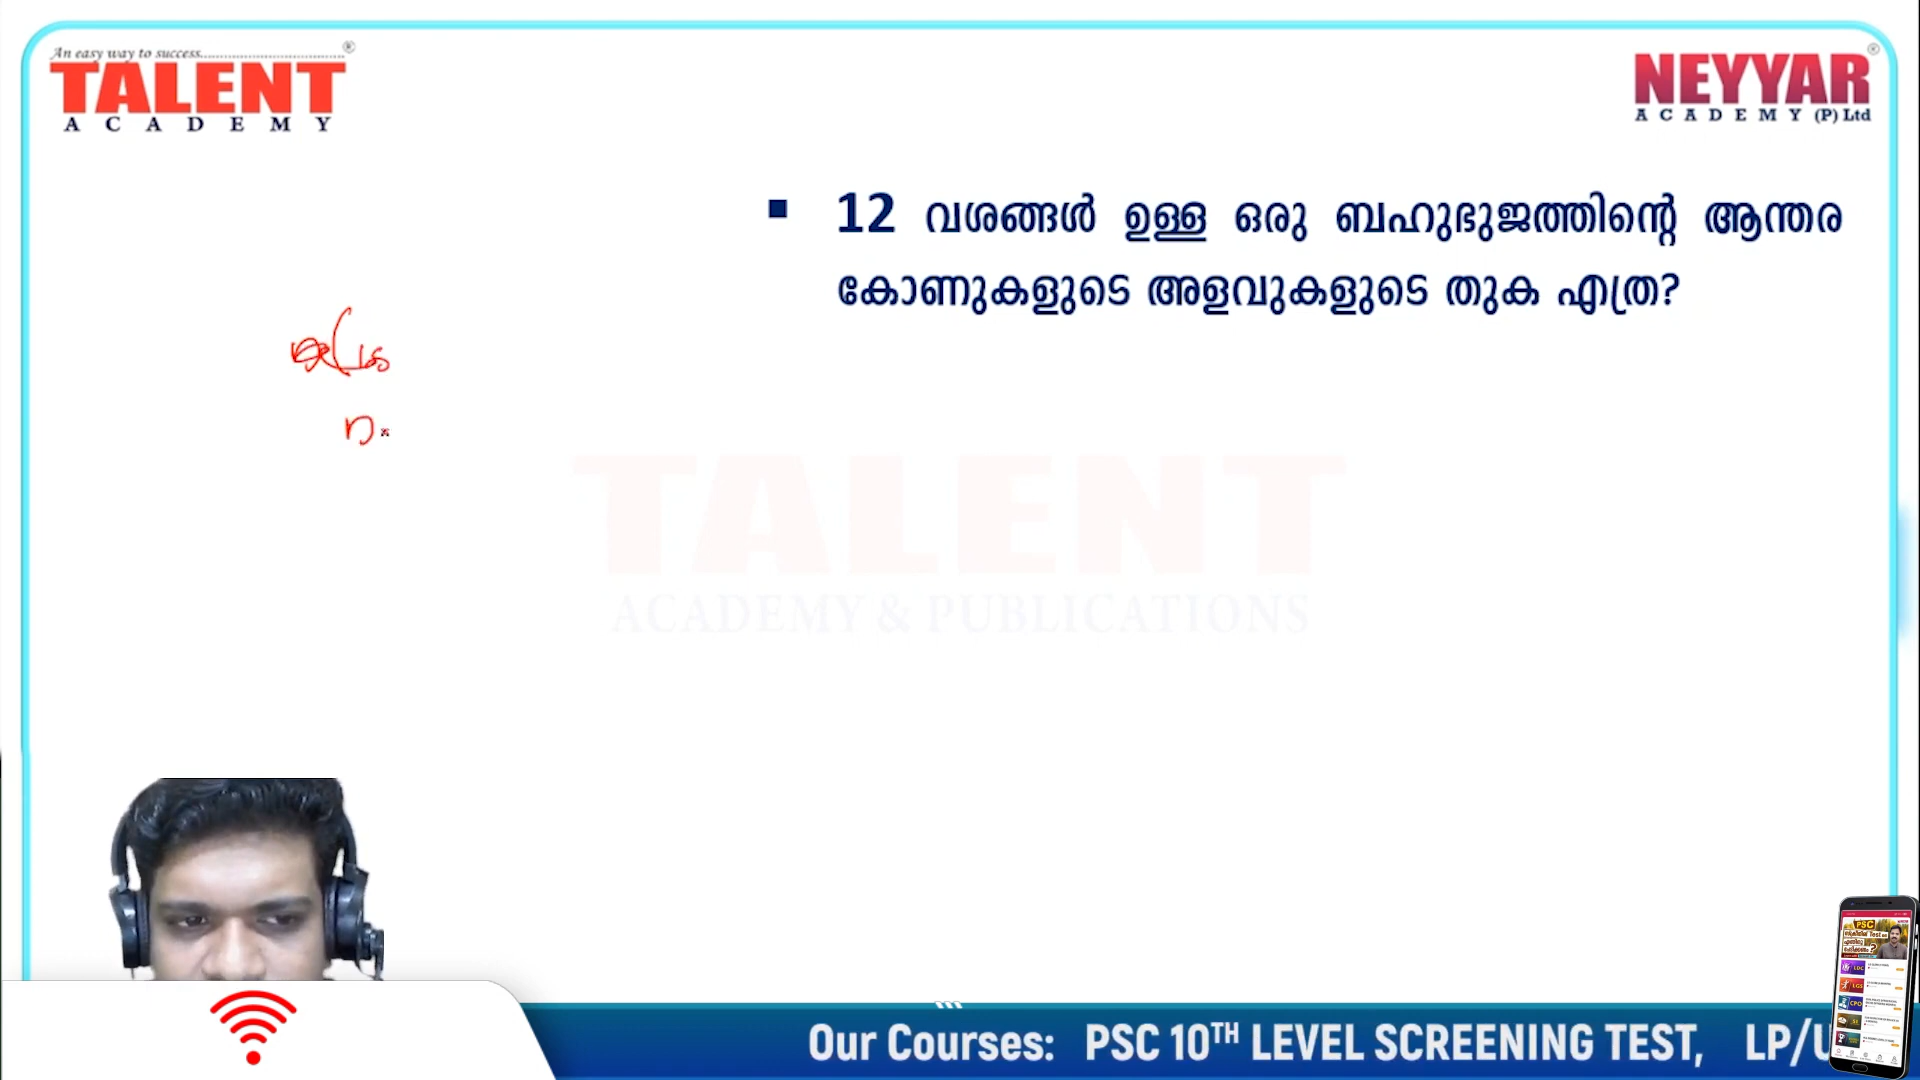 An easy way to success
TALENT
ACADEMY
NEYYAR
ACADEMY (P) Ltd
12 വശങ്ങൾ ഉള്ള ഒരു ബഹുഭുജത്തിന്റെ ആന്തര
കോണുകളുടെ അളവുകളുടെ തുക എത്ര?
n
TALENT
ACADEMY & PUBLICATIONS
PSC
Our Courses: PSC 10TH LEVEL SCREENING TEST, LP/U